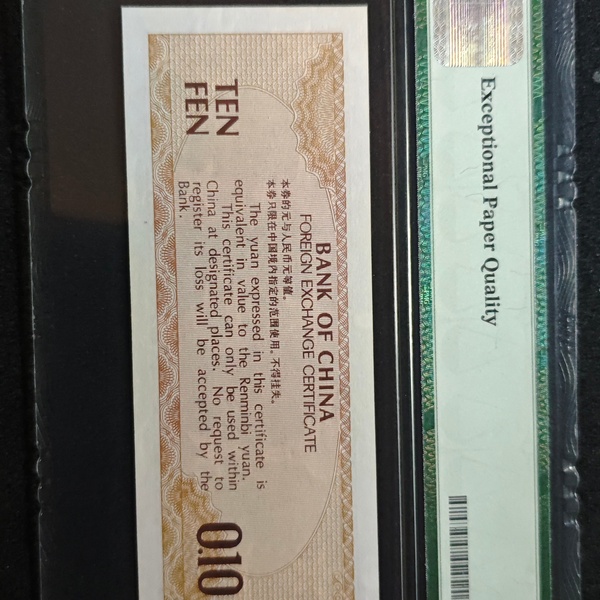 BANK OF CHINA
FOREIGN EXCHANGE CERTIFICATE
本券的元与人民币元等值。
本券只限在中国境内指定的范围使用。不得挂失。
The yuan expressed in this certificate is
equivalent in value to the Renminbi yuan.
This certificate can only be used within
China at designated places. No request to
register its loss will be accepted by the
Bank.
TEN
FEN
0.10
Exceptional Paper Quality